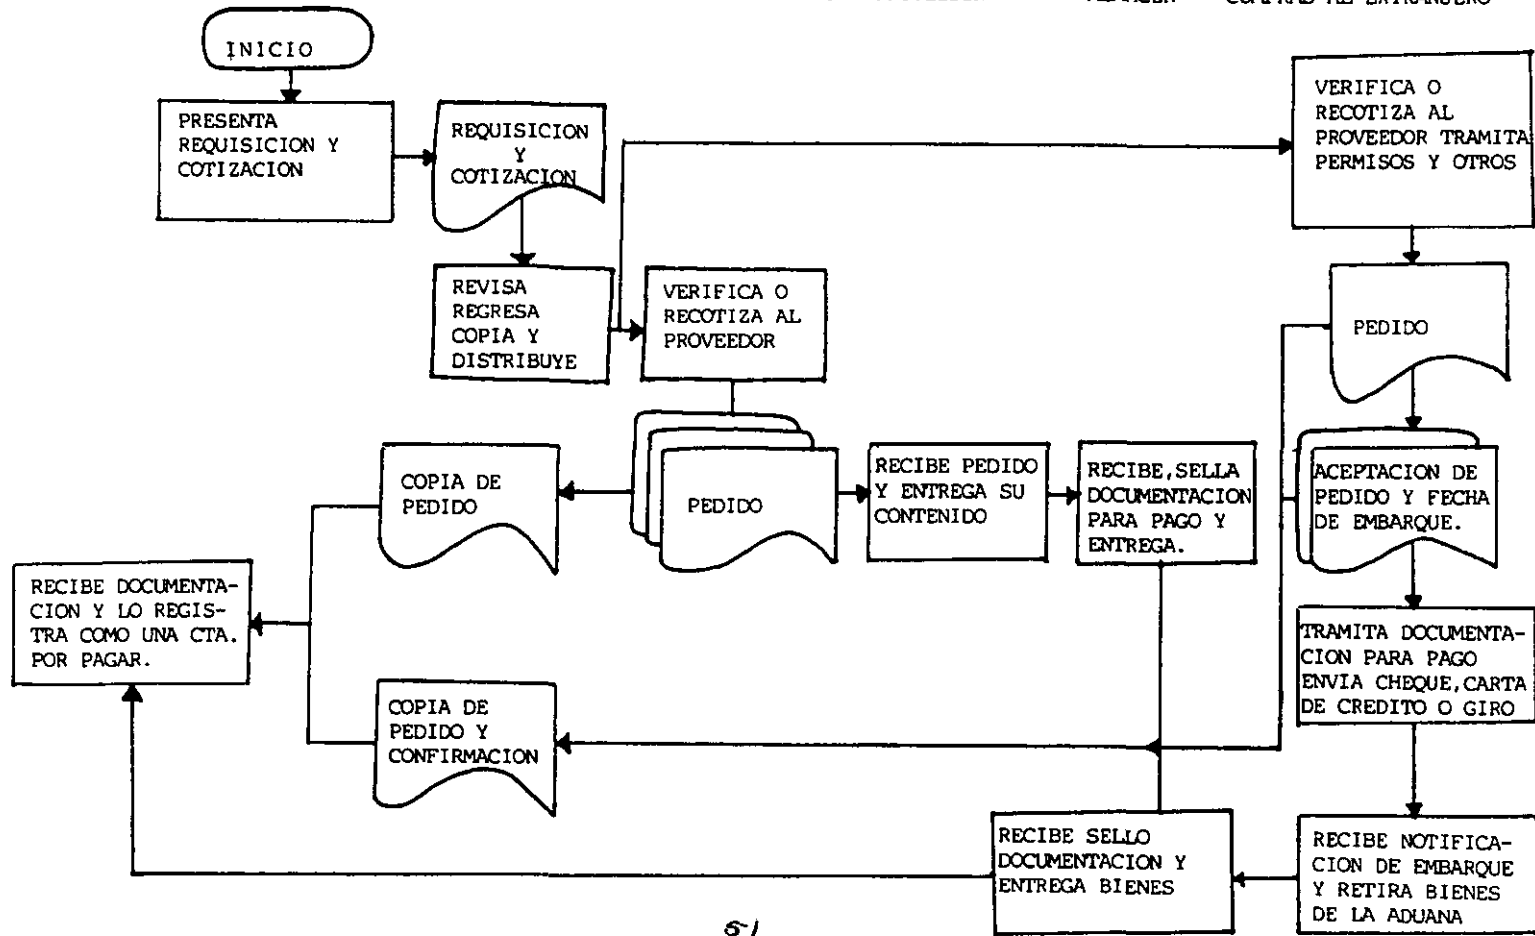 COMPRAS AL EXTRANJERO
INICIO
PRESENTA
REQUISICION Y
COTIZACION
REQUISICION
Y
COTIZACION
VERIFICA O
RECOTIZA AL
PROVEEDOR TRAMITA
PERMISOS Y OTROS
REVISA
REGRESA
COPIA Y
DISTRIBUYE
VERIFICA O
RECOTIZA AL
PROVEEDOR
PEDIDO
COPIA DE
PEDIDO
PEDIDO
RECIBE PEDIDO
Y ENTREGA SU
CONTENIDO
RECIBE,SELLA
DOCUMENTACION
PARA PAGO Y
ENTREGA.
ACEPTACION DE
PEDIDO Y FECHA
DE EMBARQUE.
RECIBE DOCUMENTA-
CION Y LO REGIS-
TRA COMO UNA CTA.
POR PAGAR.
TRAMITA DOCUMENTA-
CION PARA PAGO
ENVIA CHEQUE,CARTA
DE CREDITO O GIRO
COPIA DE
PEDIDO Y
CONFIRMACION
RECIBE SELLO
DOCUMENTACION Y
ENTREGA BIENES
RECIBE NOTIFICA-
CION DE EMBARQUE
Y RETIRA BIENES
DE LA ADUANA
51